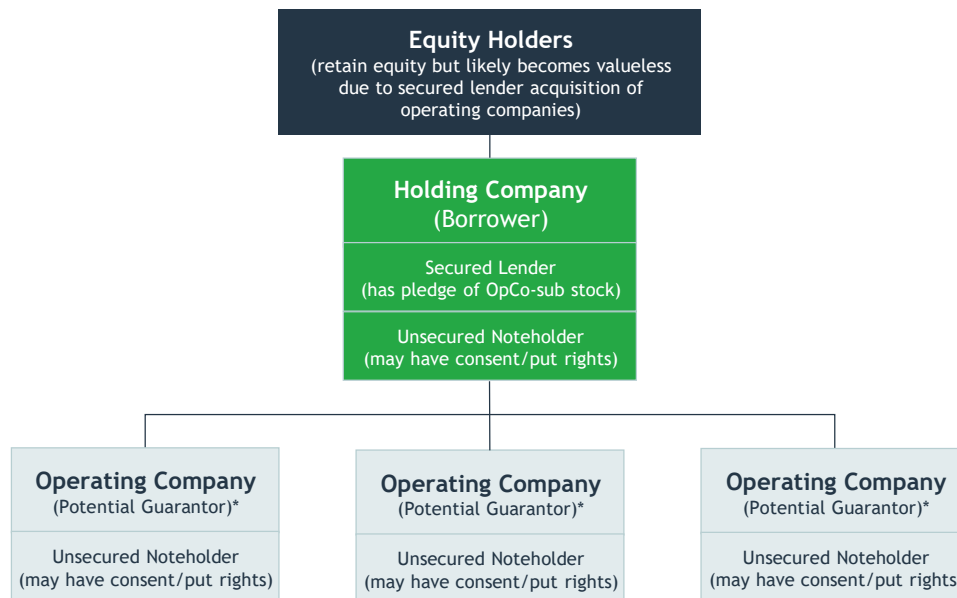 Equity Holders
(retain equity but likely becomes valueless
due to secured lender acquisition of
operating companies)
Holding Company
(Borrower)
Secured Lender
(has pledge of OpCo-sub stock)
Unsecured Noteholder
(may have consent/put rights)
Operating Company
(Potential Guarantor)*
Unsecured Noteholder
(may have consent/put rights)
Operating Company
(Potential Guarantor)*
Unsecured Noteholder
(may have consent/put rights)
Operating Company
(Potential Guarantor)*
Unsecured Noteholder
(may have consent/put rights